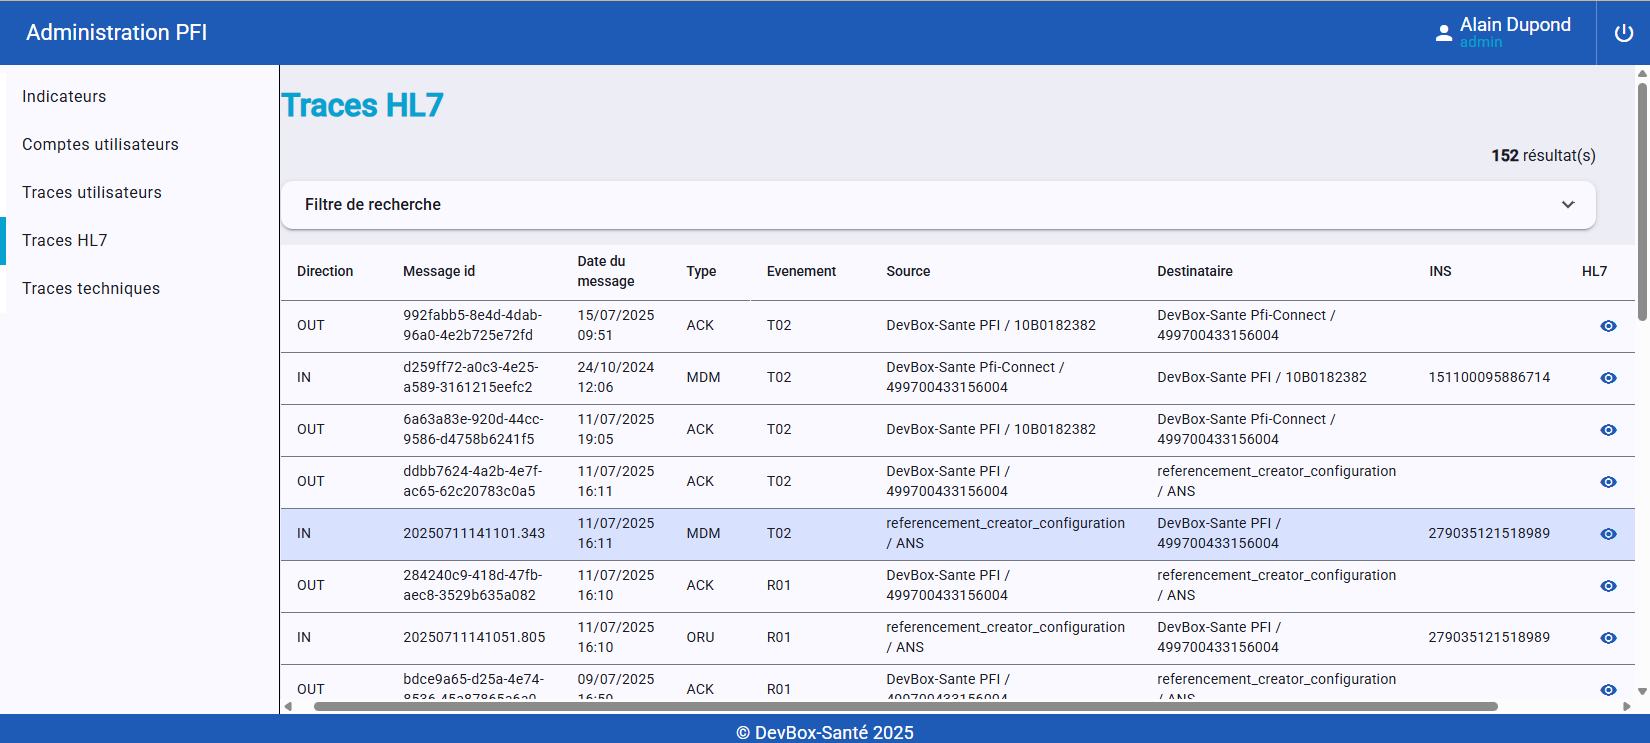 Administration PFI
Alain Dupond
admin
Indicateurs
Comptes utilisateurs
Traces utilisateurs
Traces HL7
Traces techniques
Traces HL7
152 résultat(s)
Filtre de recherche
Direction Message id Date du message Type Evenement Source Destinataire INS HL7
OUT 992fabb5-8e4d-4dab-96a0-4e2b725e72fd 15/07/2025 09:51 ACK T02 DevBox-Sante PFI / 10B0182382 DevBox-Sante Pfi-Connect / 499700433156004
IN d259ff72-a0c3-4e25-a589-3161215eefc2 24/10/2024 12:06 MDM T02 DevBox-Sante Pfi-Connect / 499700433156004 DevBox-Sante PFI / 10B0182382 151100095886714
OUT 6a63a83e-920d-44cc-9586-d4758b6241f5 11/07/2025 19:05 ACK T02 DevBox-Sante PFI / 10B0182382 DevBox-Sante Pfi-Connect / 499700433156004
OUT ddbb7624-4a2b-4e7f-ac65-62c20783c0a5 11/07/2025 16:11 ACK T02 DevBox-Sante PFI / 499700433156004 referencement_creator_configuration / ANS
IN 20250711141101.343 11/07/2025 16:11 MDM T02 referencement_creator_configuration / ANS DevBox-Sante PFI / 499700433156004 279035121518989
OUT 284240c9-418d-47fb-aec8-3529b635a082 11/07/2025 16:10 ACK R01 DevBox-Sante PFI / 499700433156004 referencement_creator_configuration / ANS
IN 20250711141051.805 11/07/2025 16:10 ORU R01 referencement_creator_configuration / ANS DevBox-Sante PFI / 499700433156004 279035121518989
OUT bdce9a65-d25a-4e74- 09/07/2025 ACK R01 DevBox-Sante PFI / referencement_creator_configuration
© DevBox-Santé 2025